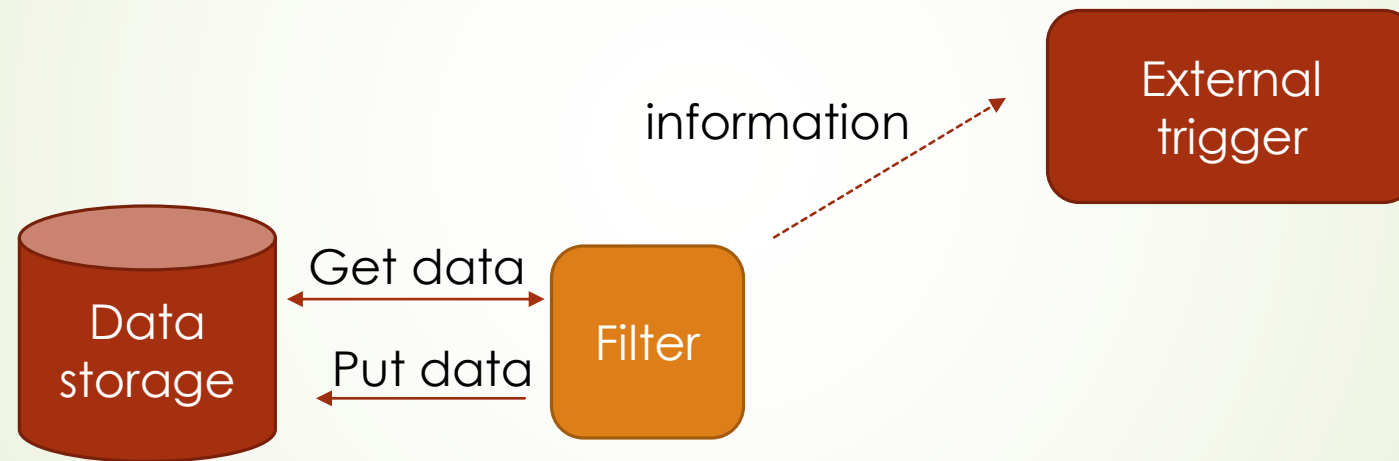 External
trigger
information
Get data
Data
storage
Filter
Put data